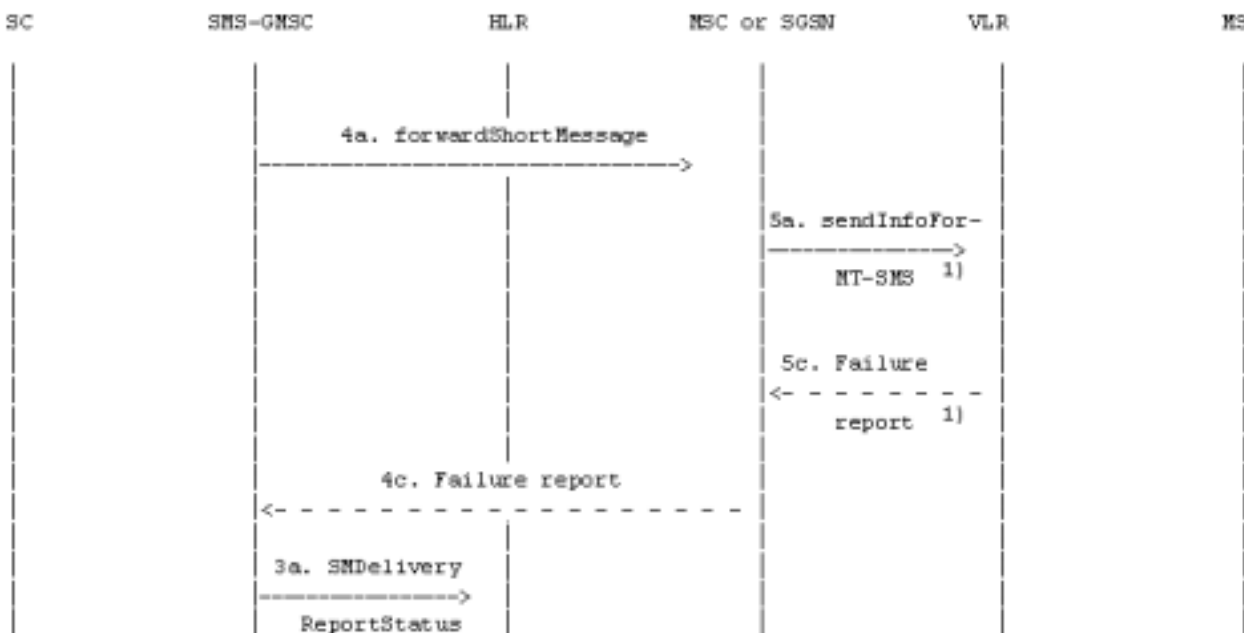 SC SMS-GMSC HLR MSC or SGSN VLR MS
4a. forwardShortMessage
5a. sendInfoFor-
MT-SMS 1)
5c. Failure
report 1)
4c. Failure report
3a. SMDelivery
ReportStatus